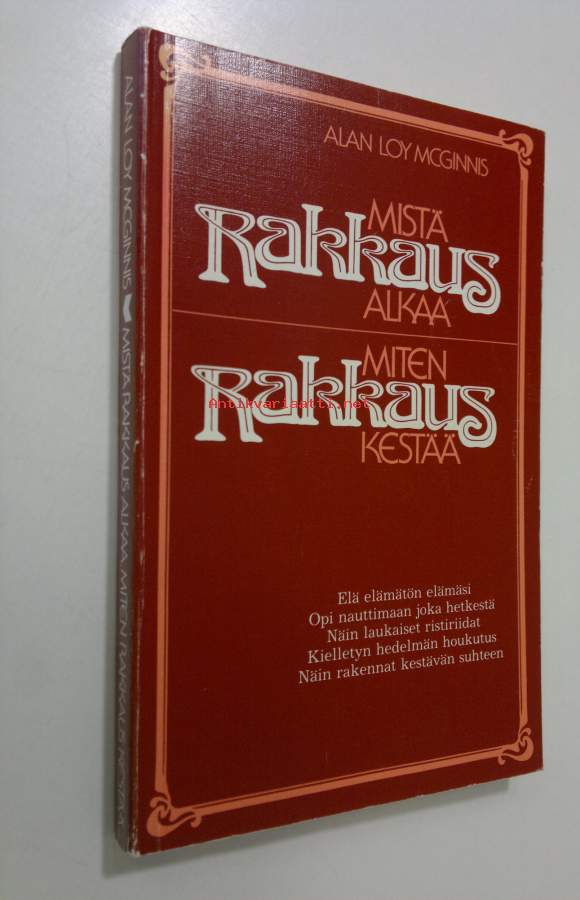 ALAN LOY MCGINNIS
MISTÄ
Rakkaus
ALKAA
MITEN
Rakkaus
KESTÄÄ
Antikvariaatti.net
Elä elämätön elämäsi
Opi nauttimaan joka hetkestä
Näin laukaiset ristiriidat
Kielletyn hedelmän houkutus
Näin rakennat kestävän suhteen
ALAN LOY MCGINNIS MISTÄ RAKKAUS ALKAA, MITEN RAKKAUS KESTÄÄ